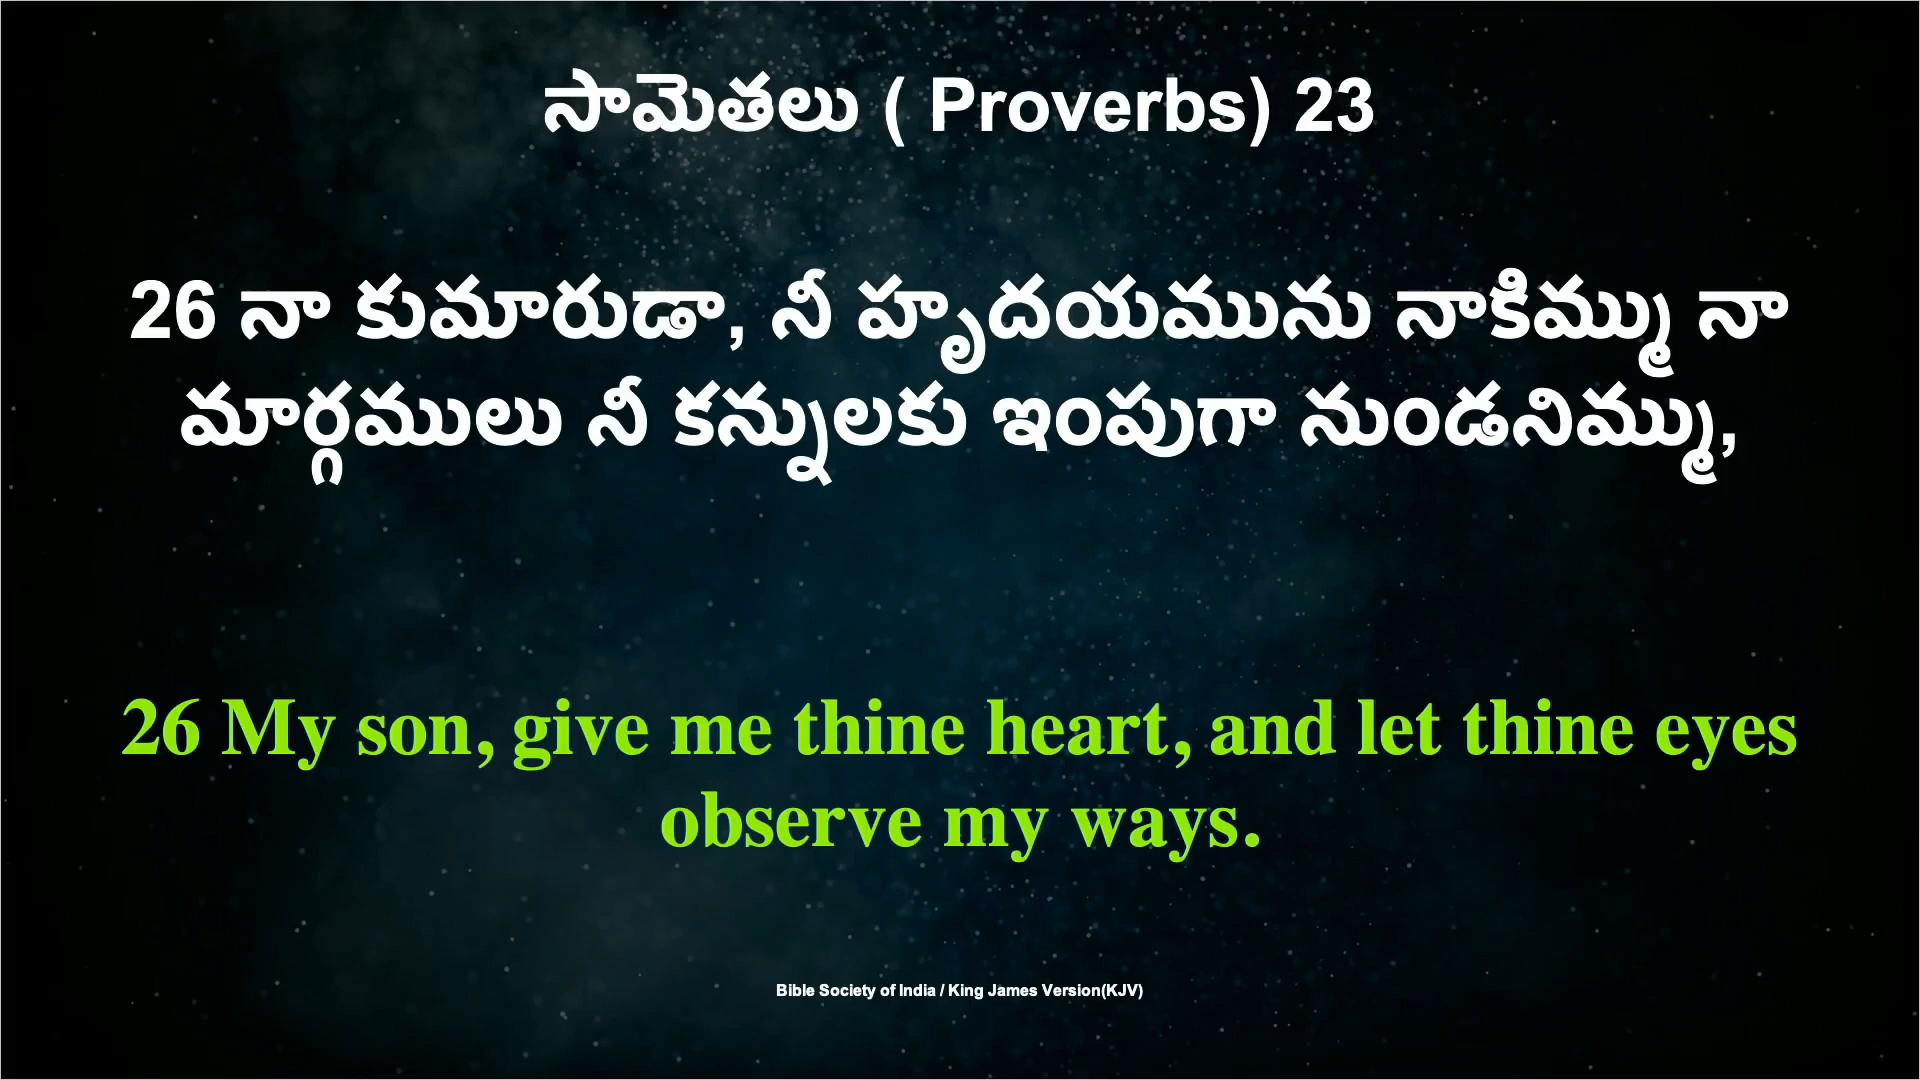 సామెతలు ( Proverbs) 23
26 నా కుమారుడా, నీ హృదయమును నాకిమ్ము నా
మార్గములు నీ కన్నులకు ఇంపుగా నుండనిమ్ము,
26 My son, give me thine heart, and let thine eyes
observe my ways.
Bible Society of India / King James Version(KJV)